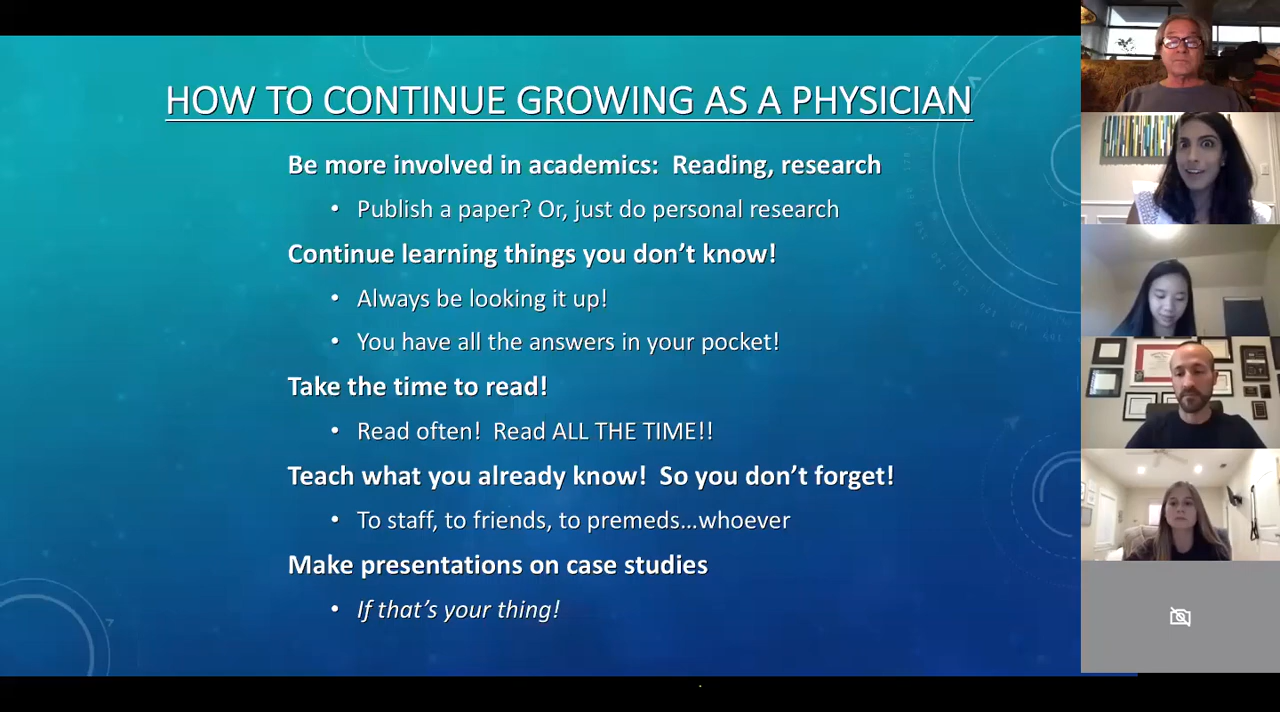 HOW TO CONTINUE GROWING AS A PHYSICIAN
Be more involved in academics:  Reading, research
• Publish a paper? Or, just do personal research
Continue learning things you don’t know!
• Always be looking it up!
• You have all the answers in your pocket!
Take the time to read!
• Read often!  Read ALL THE TIME!!
Teach what you already know!  So you don’t forget!
• To staff, to friends, to premeds…whoever
Make presentations on case studies
• If that’s your thing!